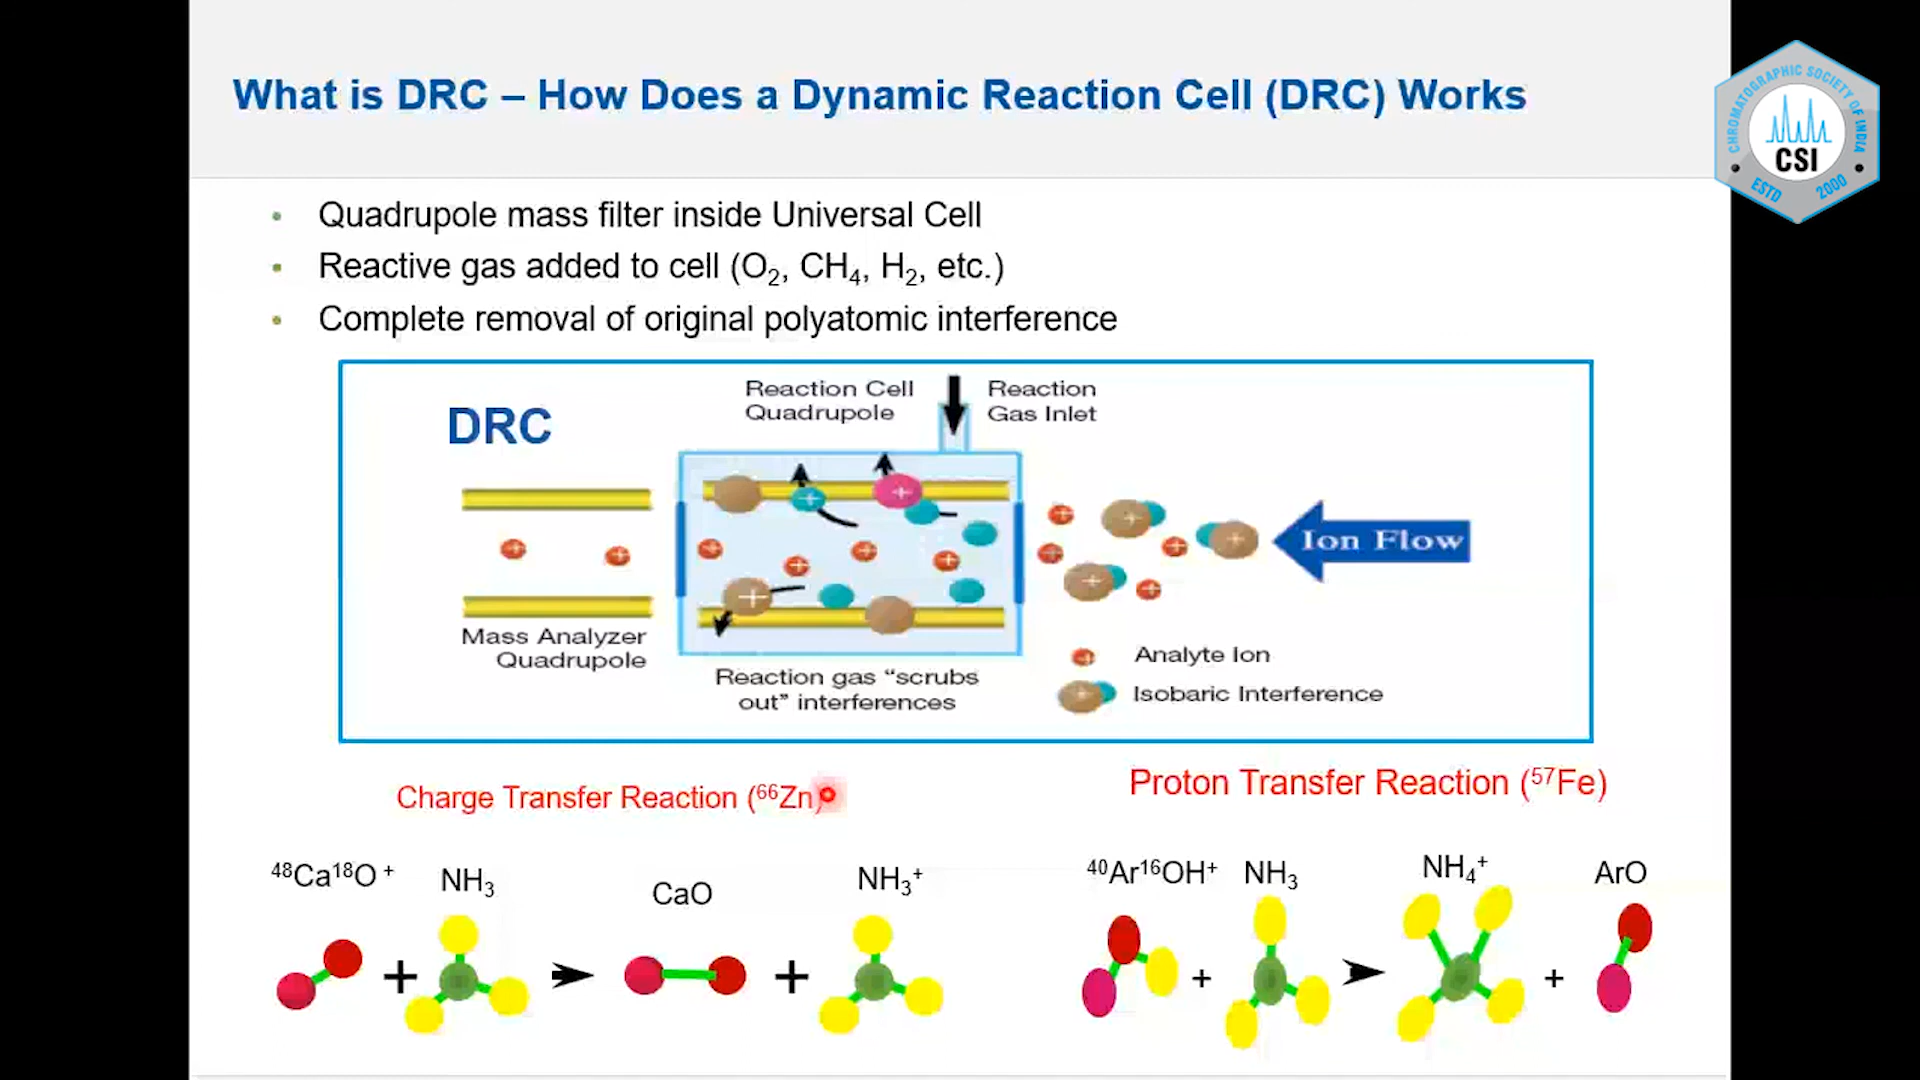 What is DRC – How Does a Dynamic Reaction Cell (DRC) Works
CHROMATOGRAPHIC SOCIETY OF INDIA
CSI
ESTD 2000
• Quadrupole mass filter inside Universal Cell
• Reactive gas added to cell (O₂, CH₄, H₂, etc.)
• Complete removal of original polyatomic interference
DRC
Reaction Cell
Quadrupole
Reaction
Gas Inlet
Ion Flow
Mass Analyzer
Quadrupole
Reaction gas “scrubs
out” interferences
Analyte Ion
Isobaric Interference
Charge Transfer Reaction (⁶⁶Zn)
Proton Transfer Reaction (⁵⁷Fe)
⁴⁸Ca¹⁸O⁺ NH₃ CaO NH₃⁺
+ +
⁴⁰Ar¹⁶OH⁺ NH₃ NH₄⁺ ArO
+ +